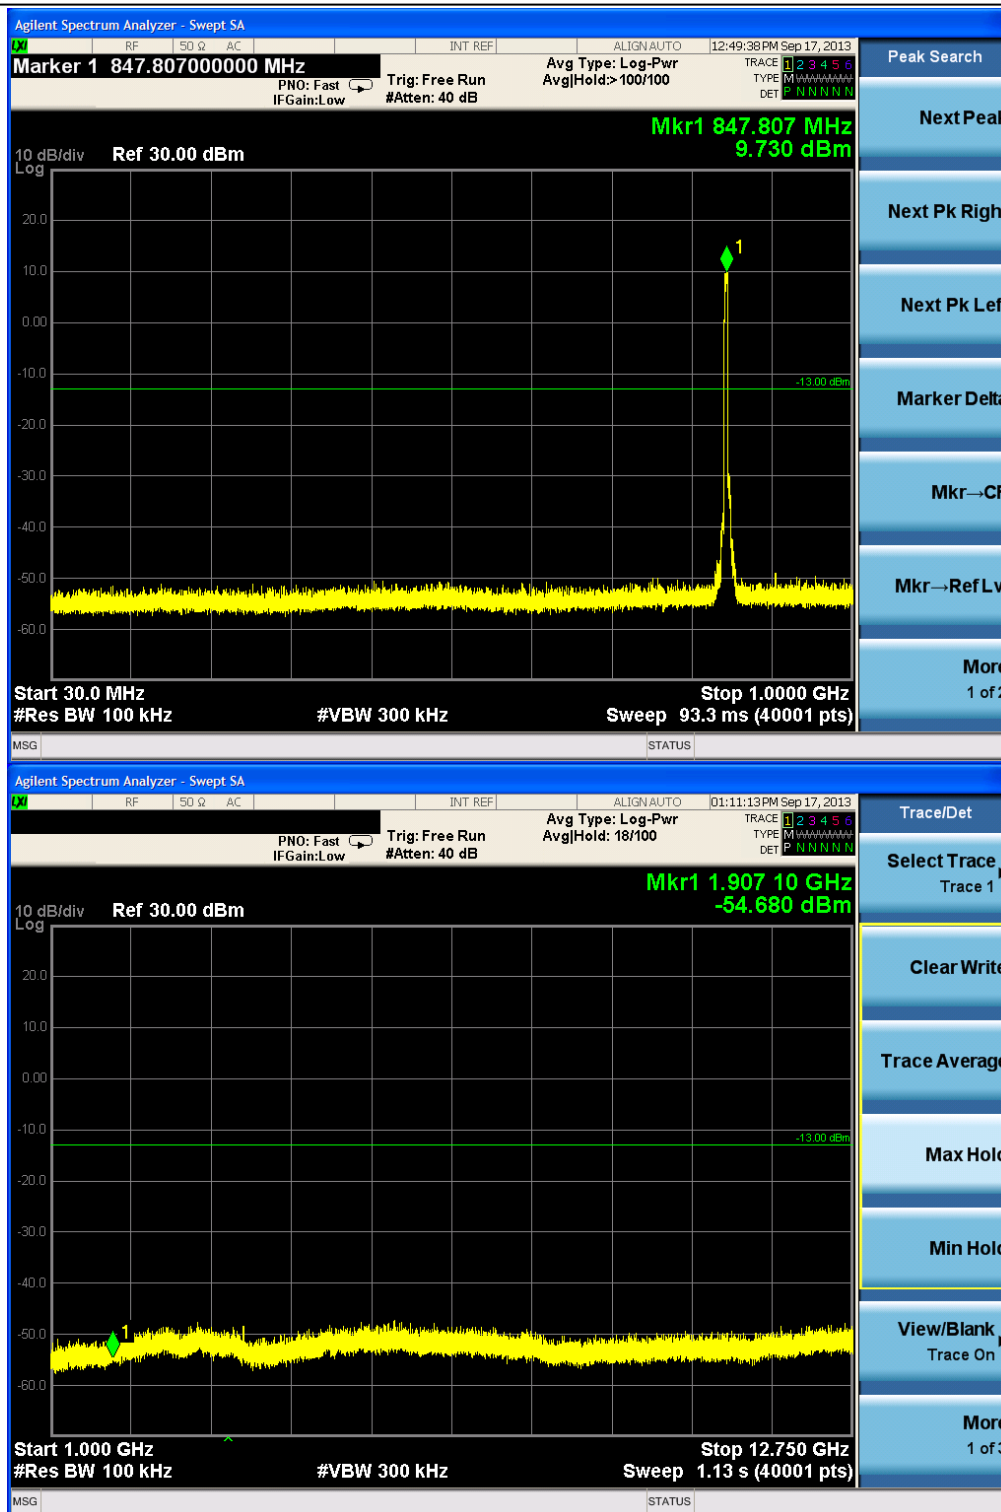 Agilent Spectrum Analyzer - Swept SA
LXI RF 50 Ω AC INT REF ALIGN AUTO 12:49:38 PM Sep 17, 2013
Marker 1 847.807000000 MHz
PNO: Fast
IFGain:Low
Trig: Free Run
#Atten: 40 dB
Avg Type: Log-Pwr
Avg|Hold:>100/100
TRACE 1 2 3 4 5 6
TYPE M
DET P N N N N N
Mkr1 847.807 MHz
9.730 dBm
10 dB/div Ref 30.00 dBm
Log
20.0
1
10.0
0.00
-10.0
-13.00 dBm
-20.0
-30.0
-40.0
-50.0
-60.0
Start 30.0 MHz Stop 1.0000 GHz
#Res BW 100 kHz #VBW 300 kHz Sweep 93.3 ms (40001 pts)
MSG STATUS
Peak Search
Next Peak
Next Pk Righ
Next Pk Lef
Marker Delta
Mkr→CF
Mkr→Ref Lv
More
1 of 2
Agilent Spectrum Analyzer - Swept SA
LXI RF 50 Ω AC INT REF ALIGN AUTO 01:11:13 PM Sep 17, 2013
PNO: Fast
IFGain:Low
Trig: Free Run
#Atten: 40 dB
Avg Type: Log-Pwr
Avg|Hold: 18/100
TRACE 1 2 3 4 5 6
TYPE M
DET P N N N N N
Mkr1 1.907 10 GHz
-54.680 dBm
10 dB/div Ref 30.00 dBm
Log
20.0
10.0
0.00
-10.0
-13.00 dBm
-20.0
-30.0
-40.0
1
-50.0
-60.0
Start 1.000 GHz Stop 12.750 GHz
#Res BW 100 kHz #VBW 300 kHz Sweep 1.13 s (40001 pts)
MSG STATUS
Trace/Det
Select Trace
Trace 1
Clear Write
Trace Average
Max Hold
Min Hold
View/Blank
Trace On
More
1 of 3